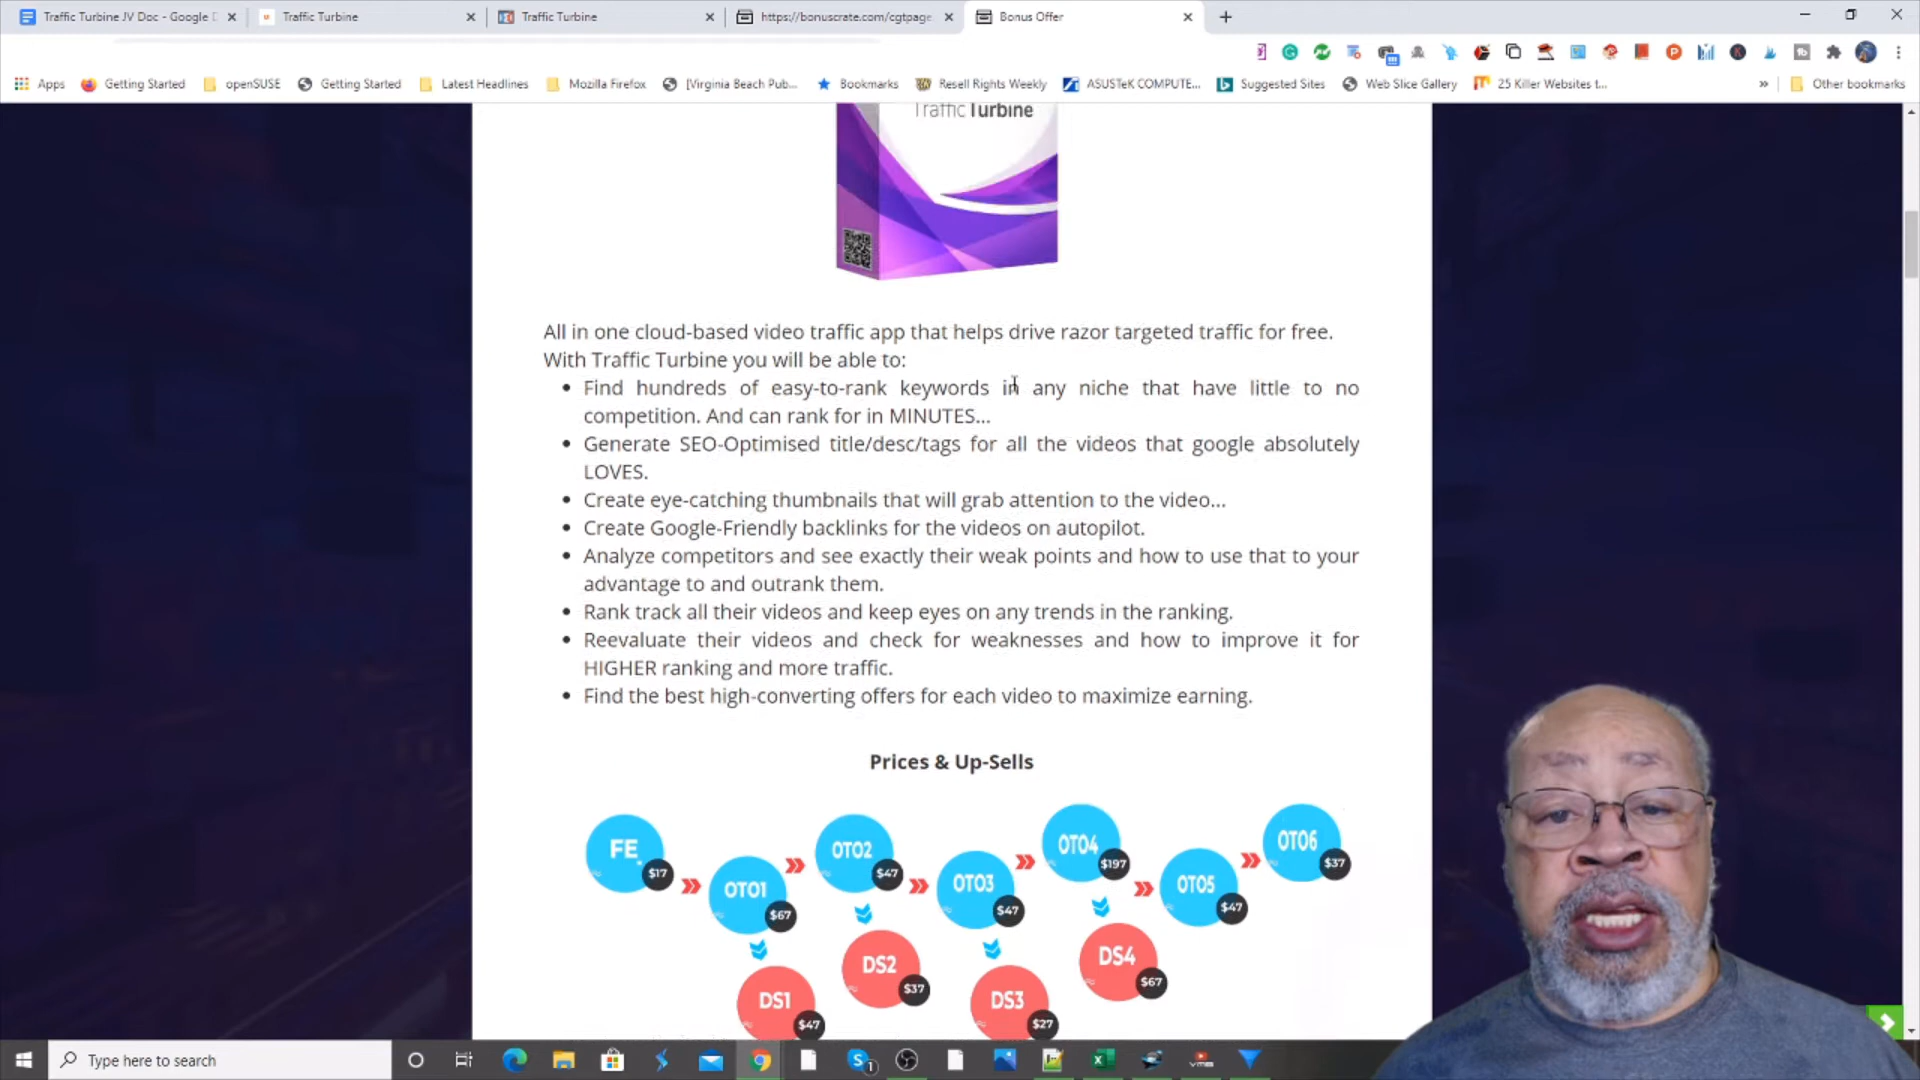 Traffic Turbine JV Doc - Google D
Traffic Turbine
Traffic Turbine
https://bonuscrate.com/cgtpage
Bonus Offer
Apps
Getting Started
openSUSE
Getting Started
Latest Headlines
Mozilla Firefox
[Virginia Beach Pub...
Bookmarks
Resell Rights Weekly
ASUSTeK COMPUTE...
Suggested Sites
Web Slice Gallery
25 Killer Websites t...
»
Other bookmarks
Traffic Turbine
All in one cloud-based video traffic app that helps drive razor targeted traffic for free.
With Traffic Turbine you will be able to:
• Find hundreds of easy-to-rank keywords in any niche that have little to no
competition. And can rank for in MINUTES...
• Generate SEO-Optimised title/desc/tags for all the videos that google absolutely
LOVES.
• Create eye-catching thumbnails that will grab attention to the video...
• Create Google-Friendly backlinks for the videos on autopilot.
• Analyze competitors and see exactly their weak points and how to use that to your
advantage to and outrank them.
• Rank track all their videos and keep eyes on any trends in the ranking.
• Reevaluate their videos and check for weaknesses and how to improve it for
HIGHER ranking and more traffic.
• Find the best high-converting offers for each video to maximize earning.
Prices & Up-Sells
FE $17
OTO1 $67
OTO2 $47
OTO3 $47
OTO4 $197
OTO5 $47
OTO6 $37
DS1 $47
DS2 $37
DS3 $27
DS4 $67
Type here to search